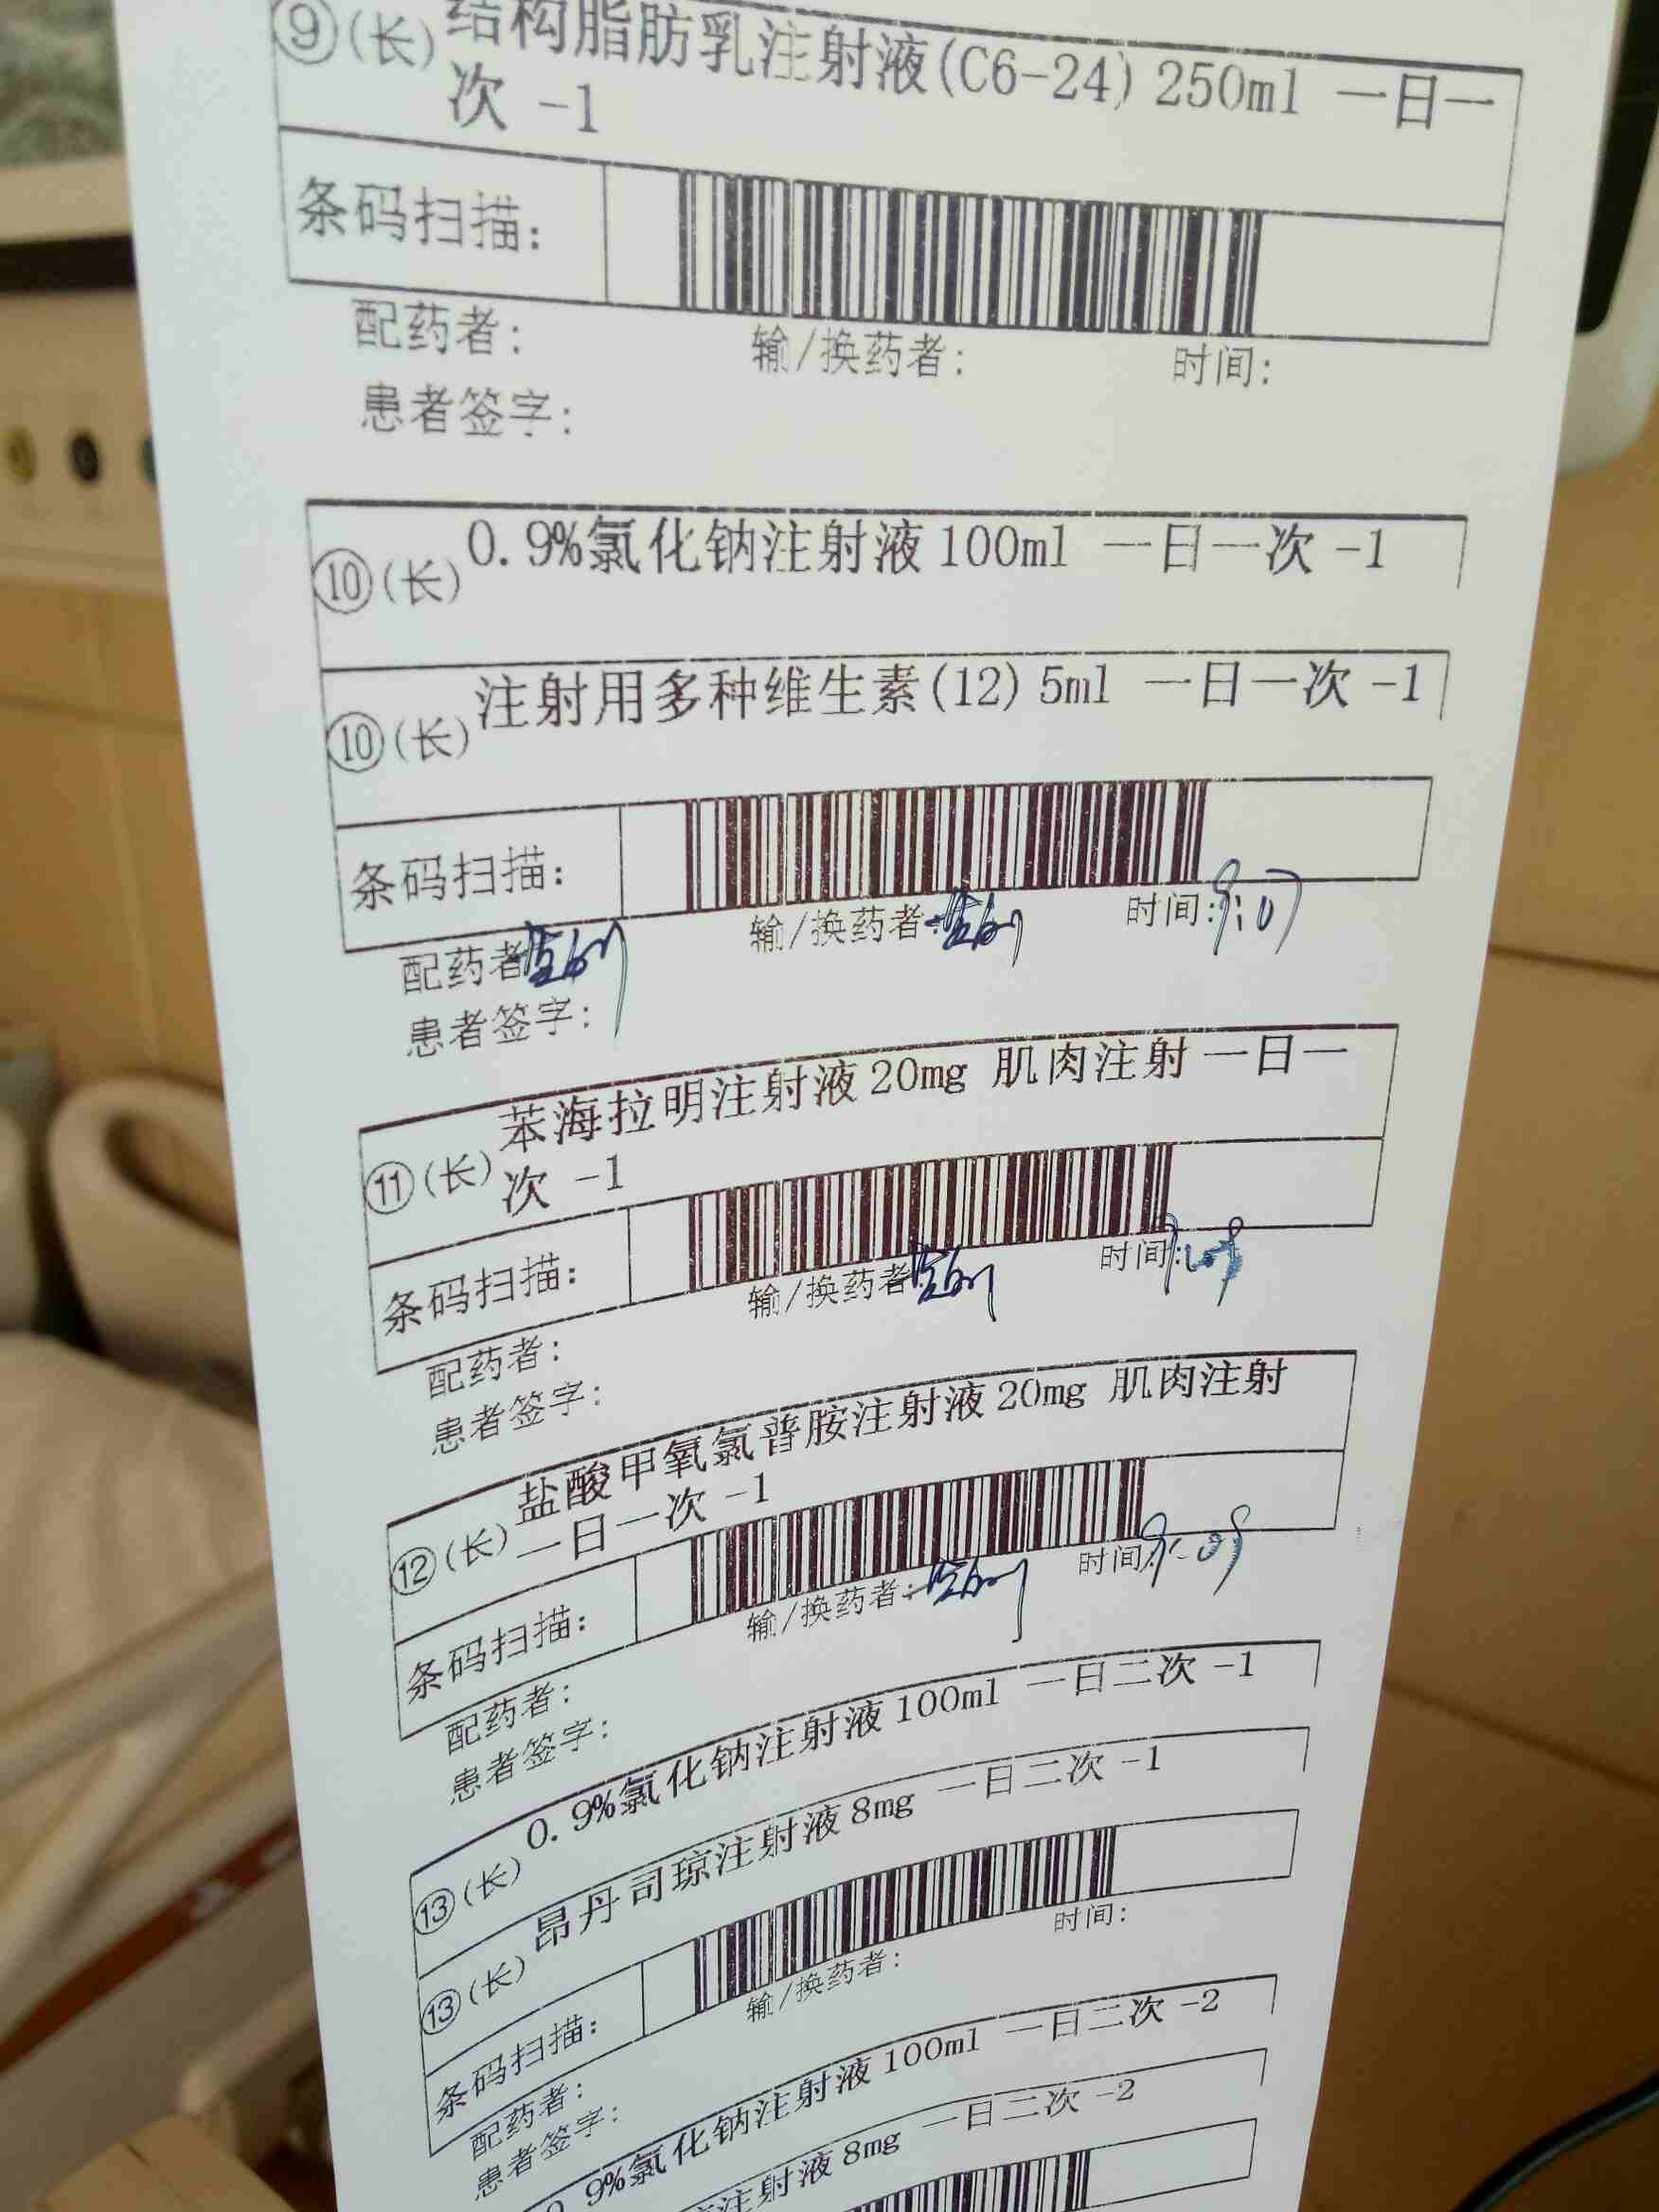 ⑨(长) 结构脂肪乳注射液(C6-24) 250ml 一日一
次 -1
条码扫描:
配药者: 输/换药者: 时间:
患者签字:
⑩(长) 0.9%氯化钠注射液100ml 一日一次 -1
⑩(长) 注射用多种维生素(12) 5ml 一日一次 -1
条码扫描:
配药者 输/换药者: 时间: 9:07
患者签字:
⑪(长) 苯海拉明注射液20mg 肌肉注射 一日一
次 -1
条码扫描:
输/换药者 时间:
配药者:
患者签字:
⑫(长) 盐酸甲氧氯普胺注射液20mg 肌肉注射
一日一次 -1
条码扫描:
输/换药者: 时间
配药者:
患者签字:
⑬(长) 0.9%氯化钠注射液100ml 一日二次 -1
⑬(长) 昂丹司琼注射液8mg 一日二次 -1
条码扫描:
输/换药者: 时间:
配药者:
患者签字:
9%氯化钠注射液100ml 一日二次 -2
注射液8mg 一日二次 -2